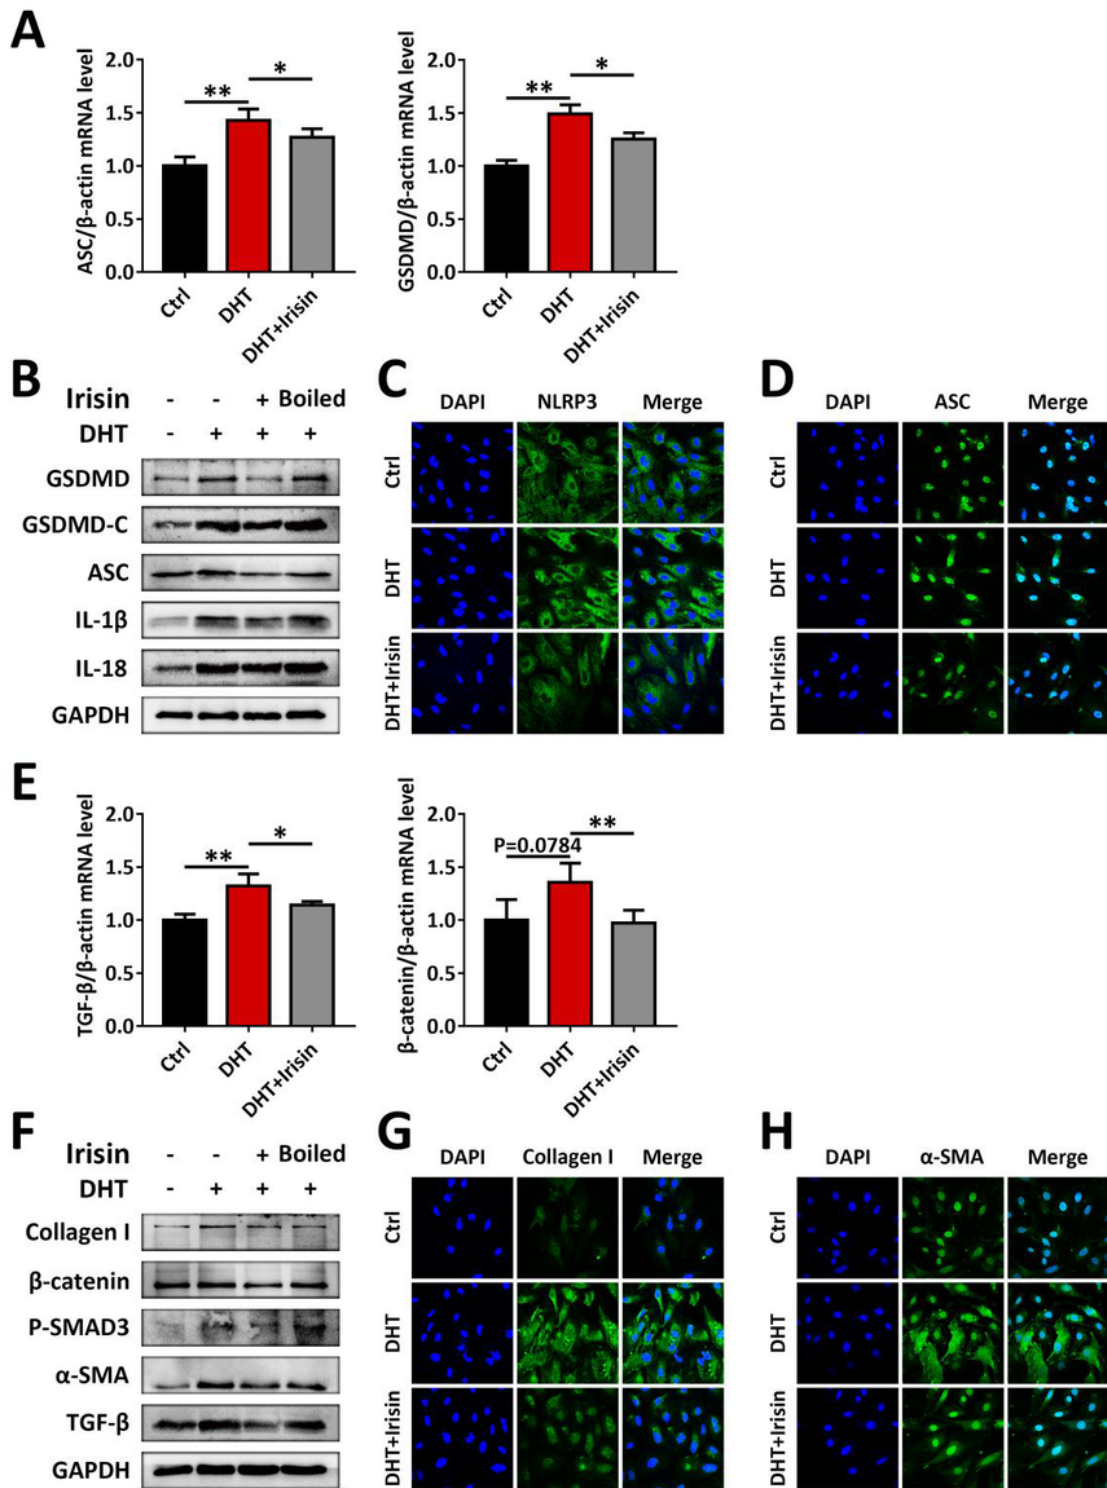 A
ASC/β-actin mRNA level
2.0
1.5
1.0
0.5
0.0
**
*
Ctrl
DHT
DHT+Irisin
GSDMD/β-actin mRNA level
2.0
1.5
1.0
0.5
0.0
**
*
Ctrl
DHT
DHT+Irisin
B
Irisin - - + Boiled
DHT - + + +
GSDMD
GSDMD-C
ASC
IL-1β
IL-18
GAPDH
C
DAPI NLRP3 Merge
Ctrl
DHT
DHT+Irisin
D
DAPI ASC Merge
Ctrl
DHT
DHT+Irisin
E
TGF-β/β-actin mRNA level
2.0
1.5
1.0
0.5
0.0
**
*
Ctrl
DHT
DHT+Irisin
β-catenin/β-actin mRNA level
2.0
1.5
1.0
0.5
0.0
P=0.0784
**
Ctrl
DHT
DHT+Irisin
F
Irisin - - + Boiled
DHT - + + +
Collagen I
β-catenin
P-SMAD3
α-SMA
TGF-β
GAPDH
G
DAPI Collagen I Merge
Ctrl
DHT
DHT+Irisin
H
DAPI α-SMA Merge
Ctrl
DHT
DHT+Irisin